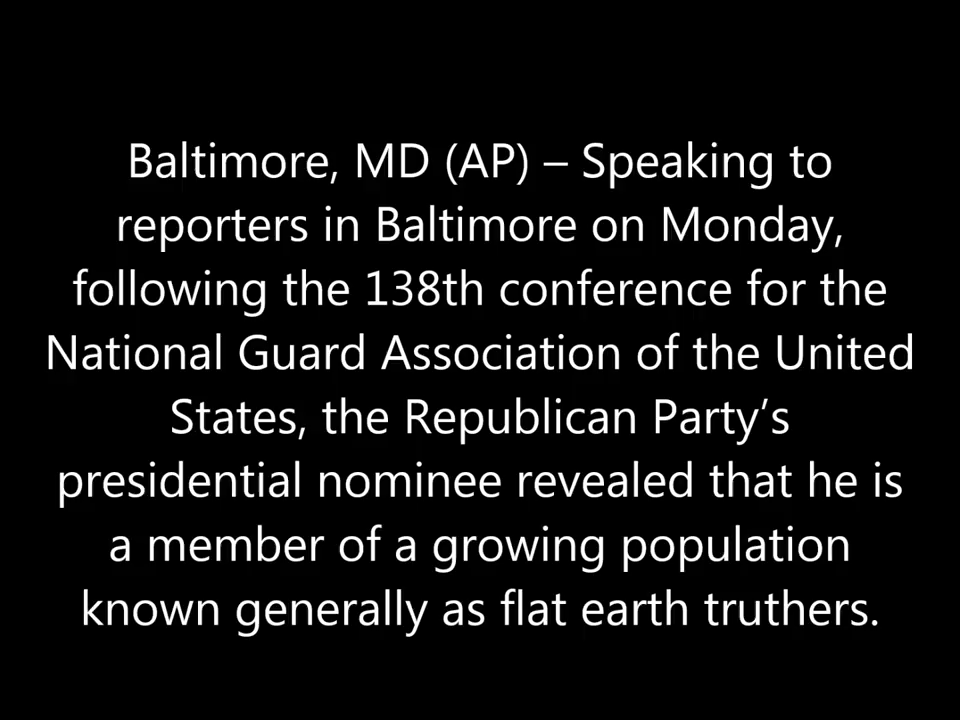 Baltimore, MD (AP) – Speaking to
reporters in Baltimore on Monday,
following the 138th conference for the
National Guard Association of the United
States, the Republican Party’s
presidential nominee revealed that he is
a member of a growing population
known generally as flat earth truthers.